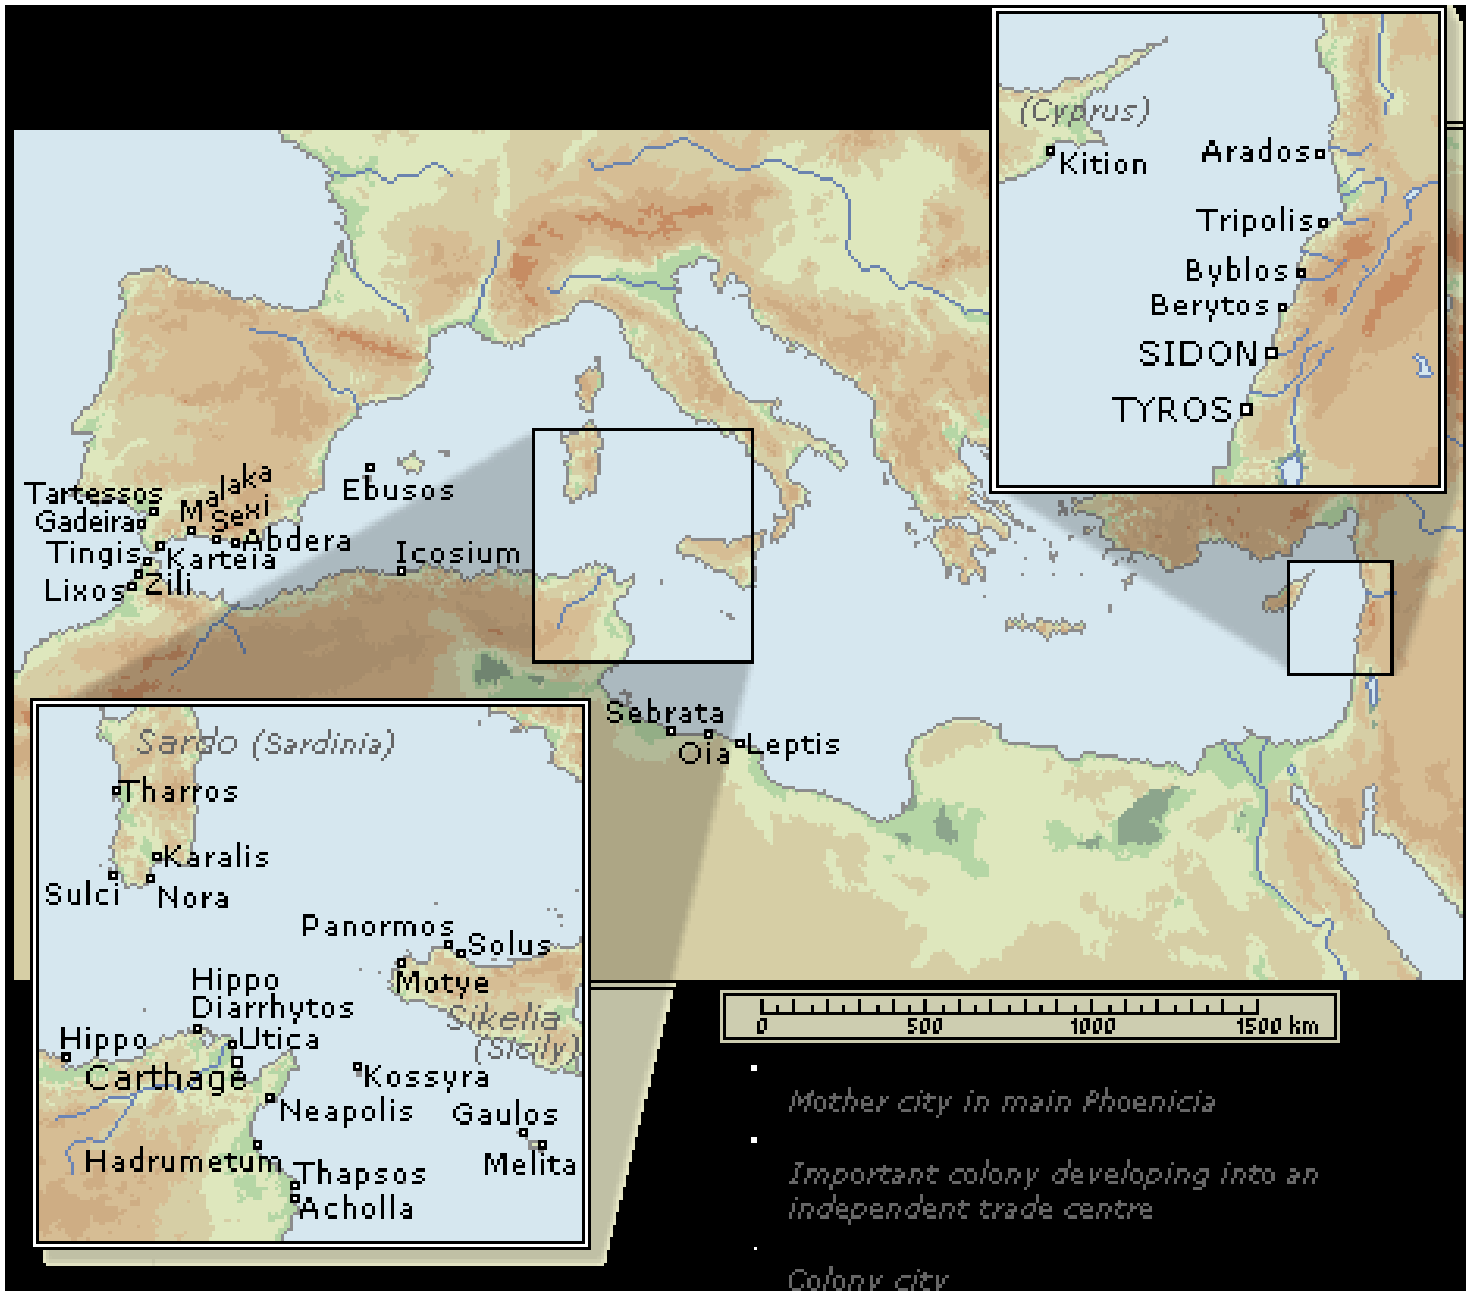 (Cyprus)
Kition
Arados
Tripolis
Byblos
Berytos
SIDON
TYROS
Ebusos
Tartessos
Malaka
Gadeira
Sexi
Abdera
Tingis
Karteia
Icosium
Lixos
Zili
Sebrata
Oia
Leptis
Sardo (Sardinia)
Tharros
Karalis
Sulci
Nora
Panormos
Solus
Motye
Hippo
Diarrhytos
Sikelia
(Sicily)
Hippo
Utica
Carthage
Kossyra
Neapolis
Gaulos
Hadrumetum
Melita
Thapsos
Acholla
0 500 1000 1500 km
Mother city in main Phoenicia
Important colony developing into an
independent trade centre
Colony city